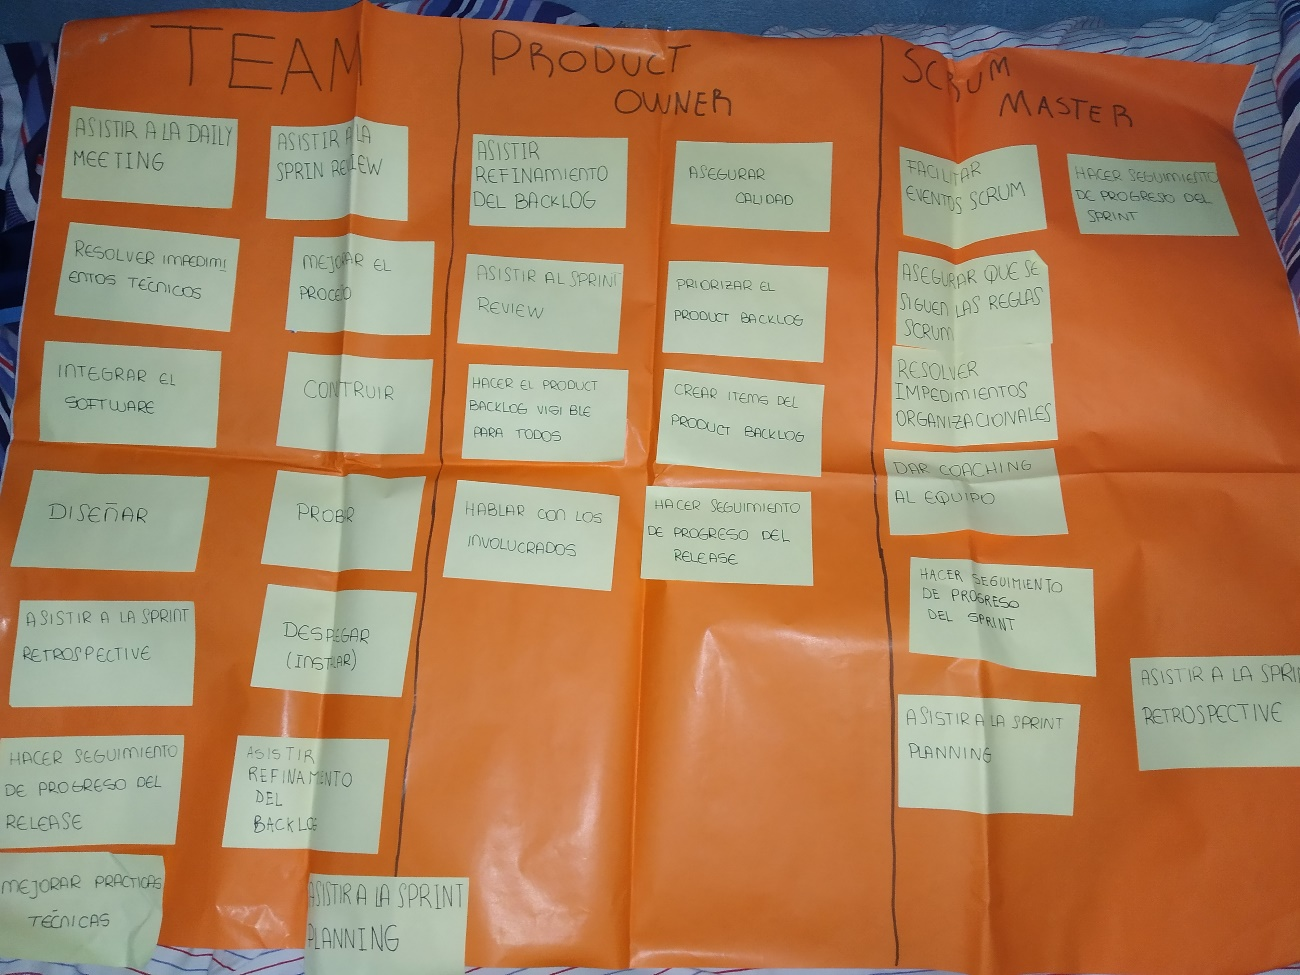 TEAM
ASISTIR A LA DAILY
MEETING
ASISTIR A LA
SPRIN REVIEW
RESOLVER IMPEDIMI
ENTOS TÉCNICOS
MEJORAR EL
PROCESO
INTEGRAR EL
SOFTWARE
CONTRUIR
DISEÑAR
PROBR
ASISTIR A LA SPRINT
RETROSPECTIVE
DESPEGAR
(INSTALAR)
HACER SEGUIMIENTO
DE PROGRESO DEL
RELEASE
ASISTIR
REFINAMENTO
DEL
BACKLOG
MEJORAR PRÁCTICAS
TÉCNICAS
ASISTIR A LA SPRINT
PLANNING
PRODUCT
OWNER
ASISTIR
REFINAMIENTO
DEL BACKLOG
ASEGURAR
CALIDAD
ASISTIR AL SPRINT
REVIEW
PRIORIZAR EL
PRODUCT BACKLOG
HACER EL PRODUCT
BACKLOG VISIBLE
PARA TODOS
CREAR ITEMS DEL
PRODUCT BACKLOG
HABLAR CON LOS
INVOLUCRADOS
HACER SEGUIMIENTO
DE PROGRESO DEL
RELEASE
SCRUM
MASTER
FACILITAR
EVENTOS SCRUM
HACER SEGUIMIENTO
DE PROGRESO DEL
SPRINT
ASEGURAR QUE SE
SIGUEN LAS REGLAS
SCRUM
RESOLVER
IMPEDIMIENTOS
ORGANIZACIONALES
DAR COACHING
AL EQUIPO
HACER SEGUIMIENTO
DE PROGRESO
DEL SPRINT
ASISTIR A LA SPRINT
PLANNING
ASISTIR A LA SPRI
RETROSPECTIVE